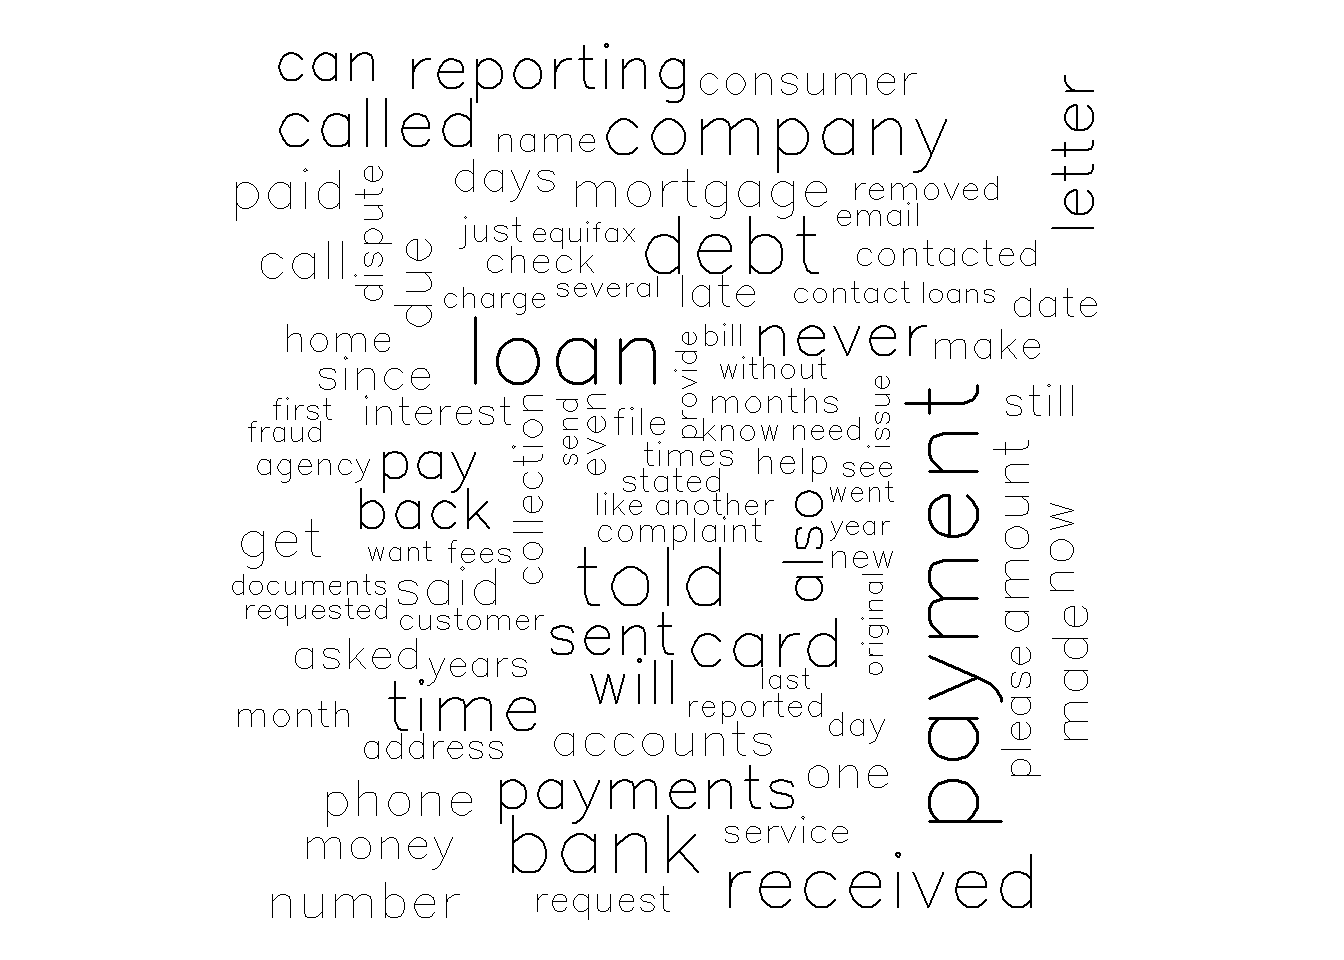 can reporting consumer
called name company
letter
paid dispute days mortgage removed
email
call due just equifax debt contacted
check
charge several late contact loans date
home loan provide bill never make
since without
first interest collection send even file months issue payment still
fraud know need
agency pay times help see
stated
back like another also went
get complaint year amount now
want fees new
documents said told
requested customer original
asked years sent card please made
will last
month time reported day
address accounts
phone payments one
money bank service
number request received